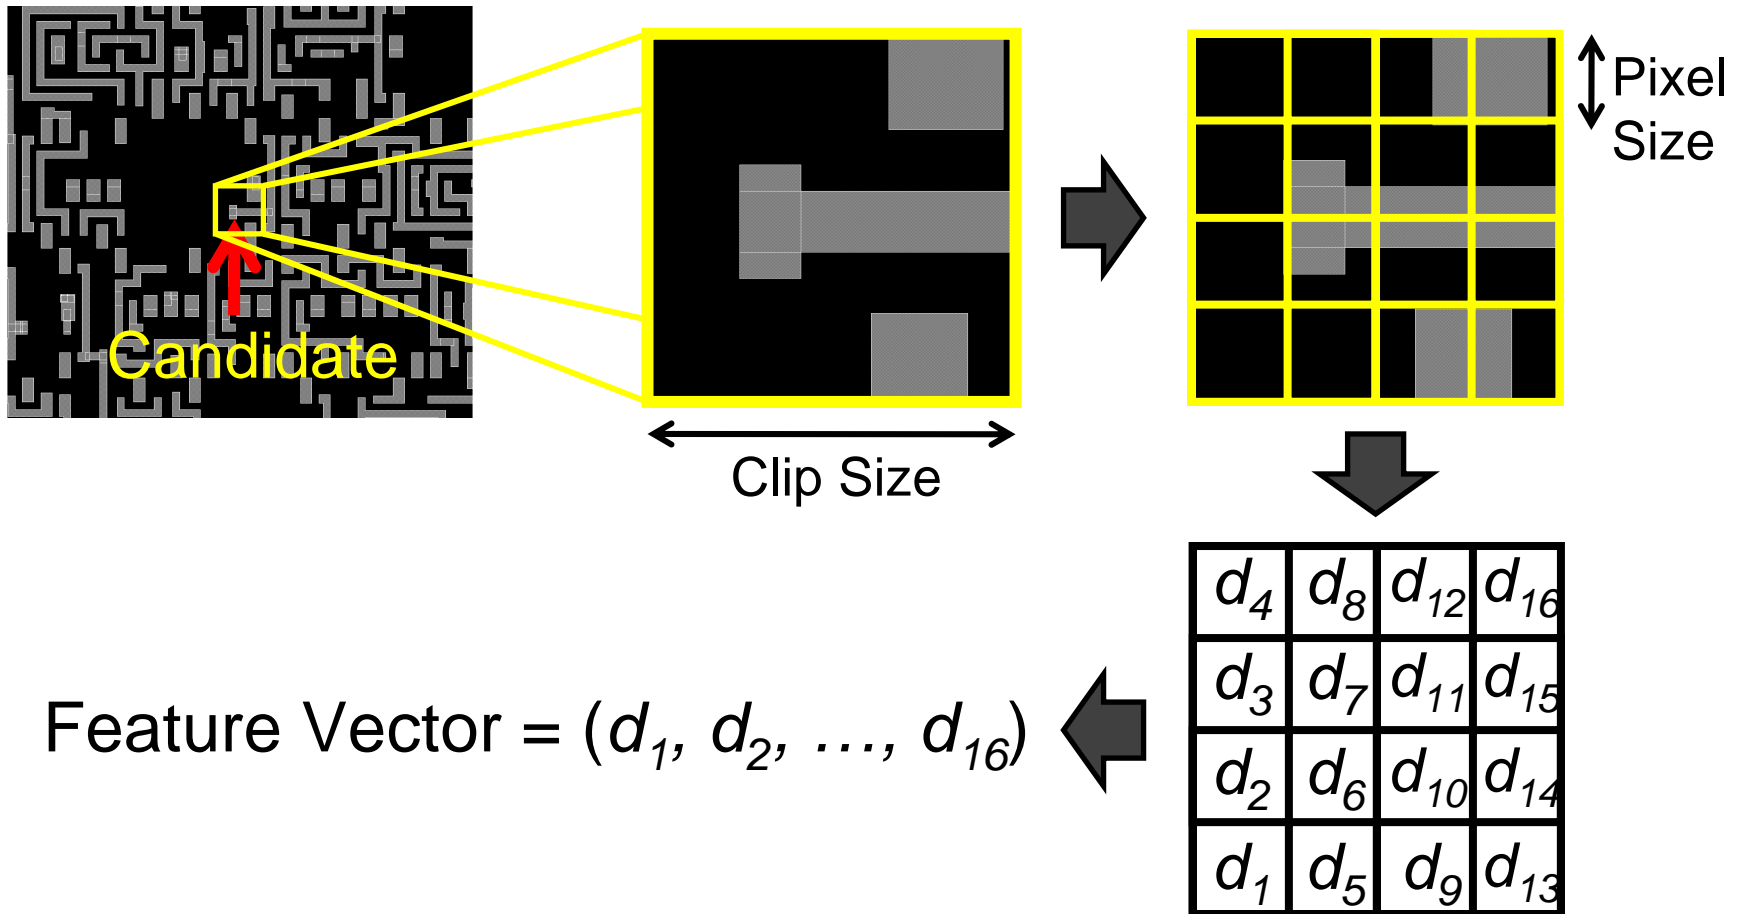 Candidate
Clip Size
Pixel
Size
d4 d8 d12 d16
d3 d7 d11 d15
d2 d6 d10 d14
d1 d5 d9 d13
Feature Vector = (d1, d2, …, d16)